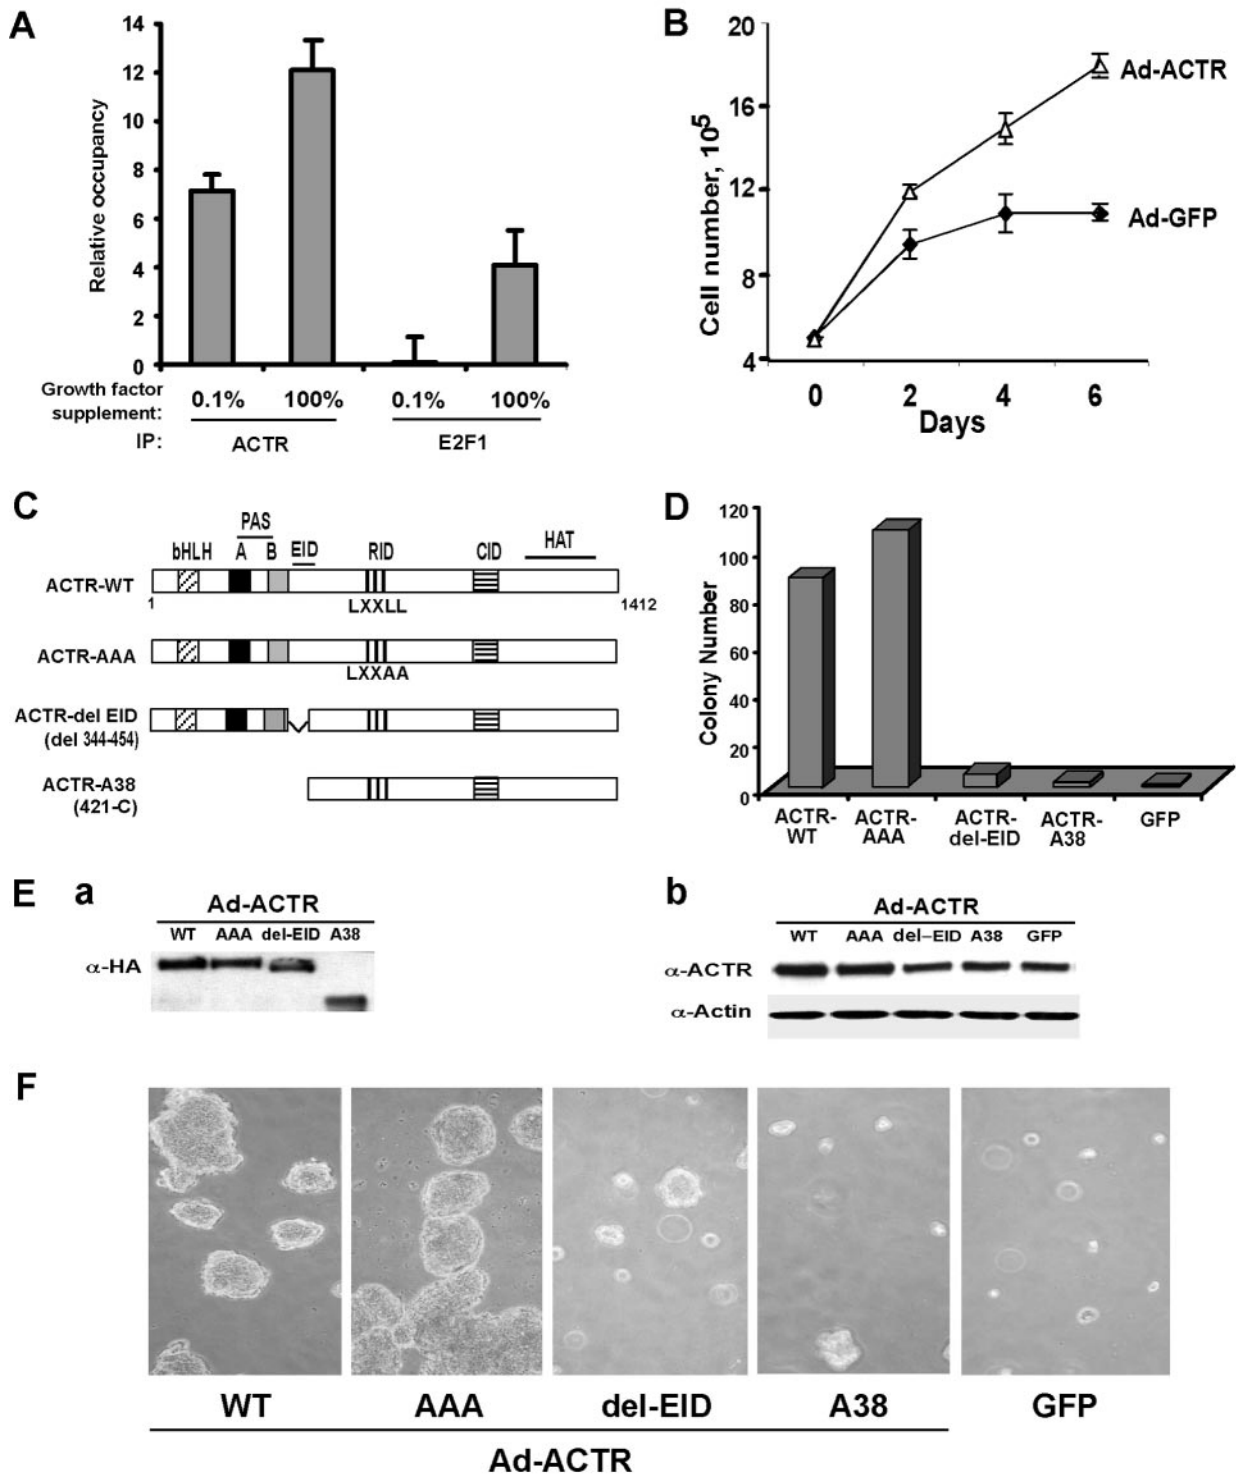 A
14
12
10
8
6
4
2
0
Relative occupancy
Growth factor
supplement:
0.1% 100% 0.1% 100%
IP: ACTR E2F1
B
20
16
12
8
4
Cell number, 10⁵
Ad-ACTR
Ad-GFP
0 2 4 6
Days
C
PAS
bHLH A B EID RID CID HAT
ACTR-WT
1 LXXLL 1412
ACTR-AAA
LXXAA
ACTR-del EID
(del 344-454)
ACTR-A38
(421-C)
D
120
100
80
60
40
20
0
Colony Number
ACTR-
WT
ACTR-
AAA
ACTR-
del-EID
ACTR-
A38
GFP
E a
Ad-ACTR
WT AAA del-EID A38
α-HA
b
Ad-ACTR
WT AAA del–EID A38 GFP
α-ACTR
α-Actin
F
WT AAA del-EID A38 GFP
Ad-ACTR